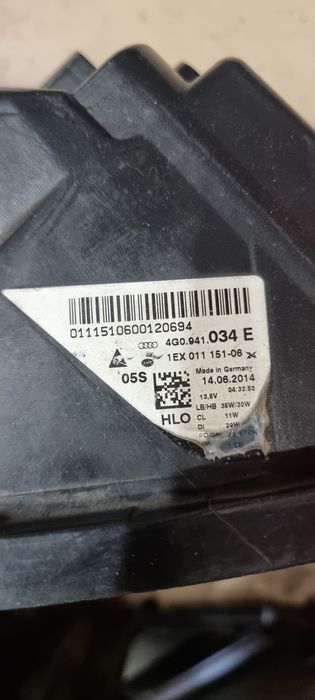 0111510600120694
4G0.941.034 E
1EX 011 151-06
Made in Germany
05S
14.06.2014
04:33:50
13,5V
LB/HB 35W/30W
HLO
CL 11W
DI 29W